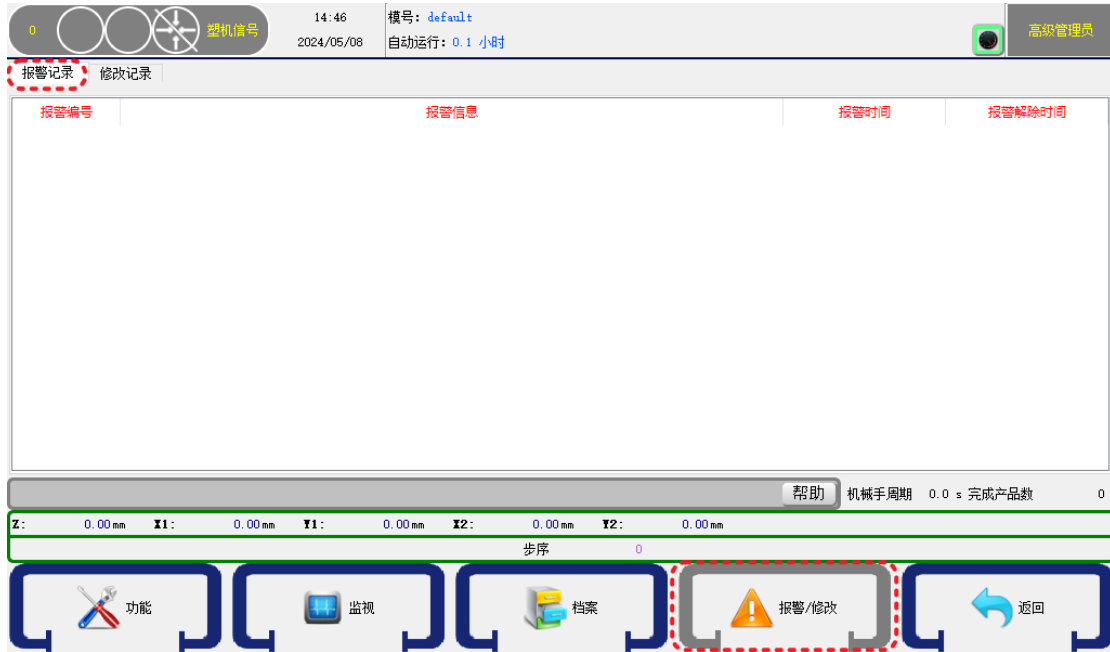 0 塑机信号 14:46 模号: default 高级管理员
2024/05/08 自动运行: 0.1 小时
报警记录 修改记录
报警编号 报警信息 报警时间 报警解除时间
帮助 机械手周期 0.0 s 完成产品数 0
Z: 0.00mm X1: 0.00mm Y1: 0.00mm X2: 0.00mm Y2: 0.00mm
步序 0
功能 监视 档案 报警/修改 返回